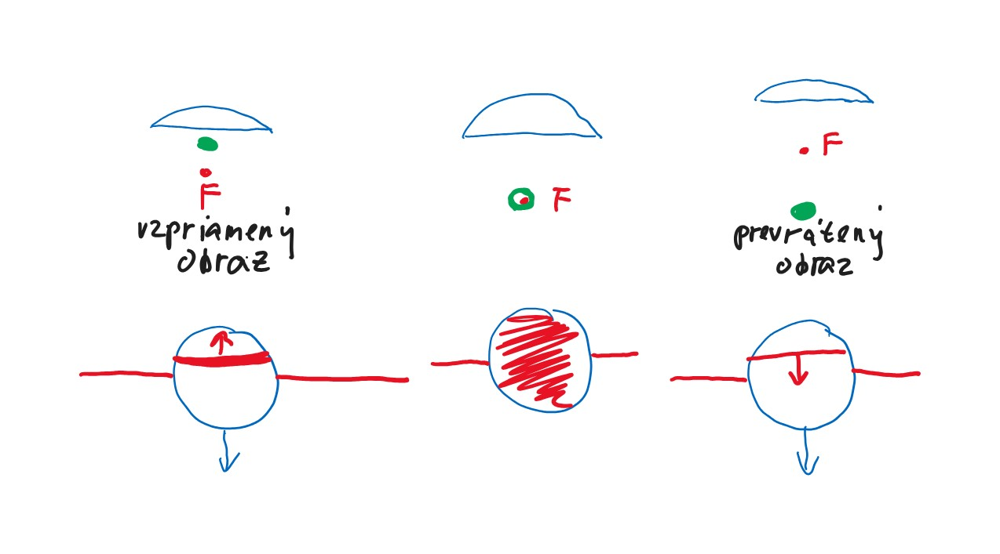 F
vzpriamený
obraz
F
F
prevrátený
obraz